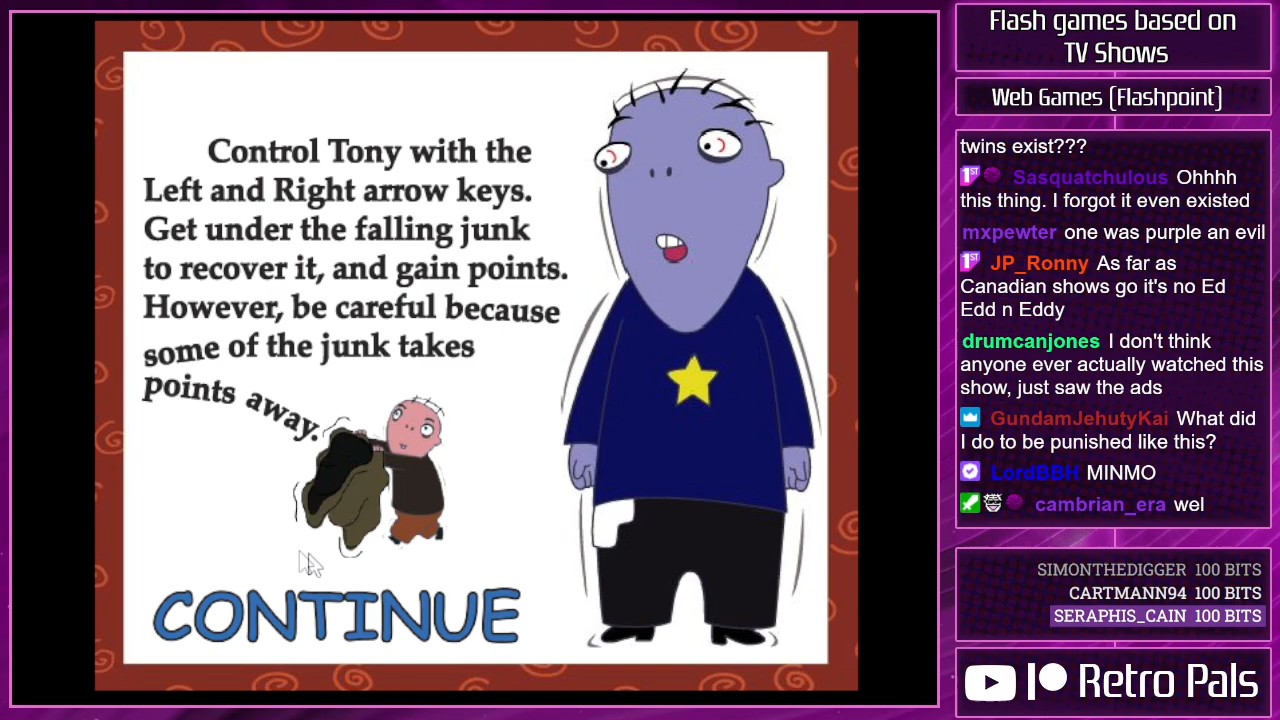 Control Tony with the
Left and Right arrow keys.
Get under the falling junk
to recover it, and gain points.
However, be careful because
some of the junk takes
points away.
CONTINUE
Flash games based on
TV Shows
Web Games (Flashpoint)
twins exist???
1ST Sasquatchulous Ohhhh
this thing. I forgot it even existed
mxpewter one was purple an evil
1ST JP_Ronny As far as
Canadian shows go it's no Ed
Edd n Eddy
drumcanjones I don't think
anyone ever actually watched this
show, just saw the ads
GundamJehutyKai What did
I do to be punished like this?
LordBBH MINMO
cambrian_era wel
SIMONTHEDIGGER 100 BITS
CARTMANN94 100 BITS
SERAPHIS_CAIN 100 BITS
Retro Pals